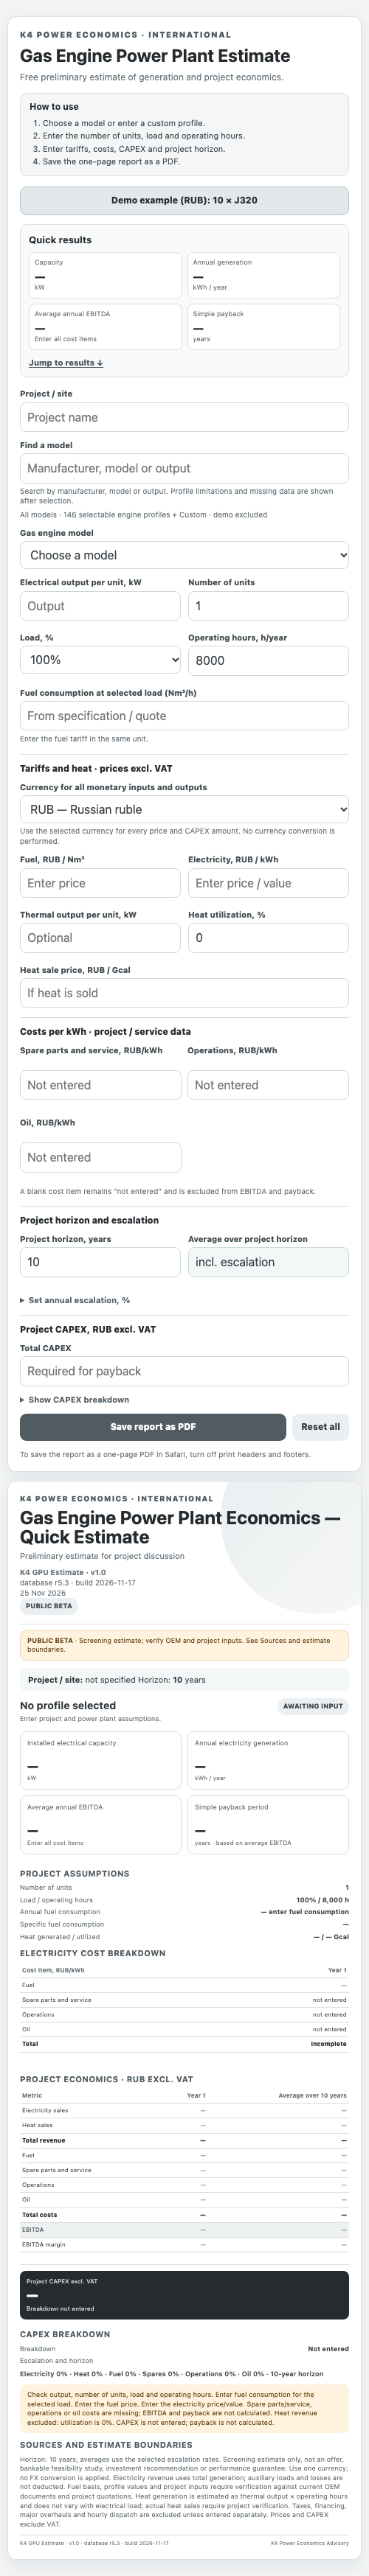 K4 POWER ECONOMICS · INTERNATIONAL
Gas Engine Power Plant Estimate
Free preliminary estimate of generation and project economics.
How to use
1. Choose a model or enter a custom profile.
2. Enter the number of units, load and operating hours.
3. Enter tariffs, costs, CAPEX and project horizon.
4. Save the one-page report as a PDF.
Demo example (RUB): 10 × J320
Quick results
Capacity
—
kW
Annual generation
—
kWh / year
Average annual EBITDA
—
Enter all cost items
Simple payback
—
years
Jump to results ↓
Project / site
Project name
Find a model
Manufacturer, model or output
Search by manufacturer, model or output. Profile limitations and missing data are shown
after selection.
All models · 146 selectable engine profiles + Custom · demo excluded
Gas engine model
Choose a model
Electrical output per unit, kW
Output
Number of units
1
Load, %
100%
Operating hours, h/year
8000
Fuel consumption at selected load (Nm³/h)
From specification / quote
Enter the fuel tariff in the same unit.
Tariffs and heat · prices excl. VAT
Currency for all monetary inputs and outputs
RUB — Russian ruble
Use the selected currency for every price and CAPEX amount. No currency conversion is
performed.
Fuel, RUB / Nm³
Enter price
Electricity, RUB / kWh
Enter price / value
Thermal output per unit, kW
Optional
Heat utilization, %
0
Heat sale price, RUB / Gcal
If heat is sold
Costs per kWh · project / service data
Spare parts and service, RUB/kWh
Not entered
Operations, RUB/kWh
Not entered
Oil, RUB/kWh
Not entered
A blank cost item remains “not entered” and is excluded from EBITDA and payback.
Project horizon and escalation
Project horizon, years
10
Average over project horizon
incl. escalation
▶ Set annual escalation, %
Project CAPEX, RUB excl. VAT
Total CAPEX
Required for payback
▶ Show CAPEX breakdown
Save report as PDF
Reset all
To save the report as a one-page PDF in Safari, turn off print headers and footers.
K4 POWER ECONOMICS · INTERNATIONAL
Gas Engine Power Plant Economics —
Quick Estimate
Preliminary estimate for project discussion
K4 GPU Estimate · v1.0
database r5.3 · build 2026-11-17
25 Nov 2026
PUBLIC BETA
PUBLIC BETA · Screening estimate; verify OEM and project inputs. See Sources and estimate
boundaries.
Project / site: not specified Horizon: 10 years
No profile selected
AWAITING INPUT
Enter project and power plant assumptions.
Installed electrical capacity
—
kW
Annual electricity generation
—
kWh / year
Average annual EBITDA
—
Enter all cost items
Simple payback period
—
years · based on average EBITDA
PROJECT ASSUMPTIONS
Number of units 1
Load / operating hours 100% / 8,000 h
Annual fuel consumption — enter fuel consumption
Specific fuel consumption —
Heat generated / utilized — / — Gcal
ELECTRICITY COST BREAKDOWN
Cost item, RUB/kWh Year 1
Fuel —
Spare parts and service not entered
Operations not entered
Oil not entered
Total incomplete
PROJECT ECONOMICS · RUB EXCL. VAT
Metric Year 1 Average over 10 years
Electricity sales — —
Heat sales — —
Total revenue — —
Fuel — —
Spare parts and service — —
Operations — —
Oil — —
Total costs — —
EBITDA — —
EBITDA margin — —
Project CAPEX excl. VAT
—
Breakdown not entered
CAPEX BREAKDOWN
Breakdown Not entered
Escalation and horizon
Electricity 0% · Heat 0% · Fuel 0% · Spares 0% · Operations 0% · Oil 0% · 10-year horizon
Check output, number of units, load and operating hours. Enter fuel consumption for the
selected load. Enter the fuel price. Enter the electricity price/value. Spare parts/service,
operations or oil costs are missing; EBITDA and payback are not calculated. Heat revenue
excluded: utilization is 0%. CAPEX is not entered; payback is not calculated.
SOURCES AND ESTIMATE BOUNDARIES
Horizon: 10 years; averages use the selected escalation rates. Screening estimate only, not an offer,
bankable feasibility study, investment recommendation or performance guarantee. Use one currency;
no FX conversion is applied. Electricity revenue uses total generation; auxiliary loads and losses are
not deducted. Fuel basis, profile values and project inputs require verification against current OEM
documents and project quotations. Heat generation is estimated as thermal output × operating hours
and does not vary with electrical load; actual heat sales require project verification. Taxes, financing,
major overhauls and hourly dispatch are excluded unless entered separately. Prices and CAPEX
exclude VAT.
K4 GPU Estimate · v1.0 · database r5.3 · build 2026-11-17 K4 Power Economics Advisory